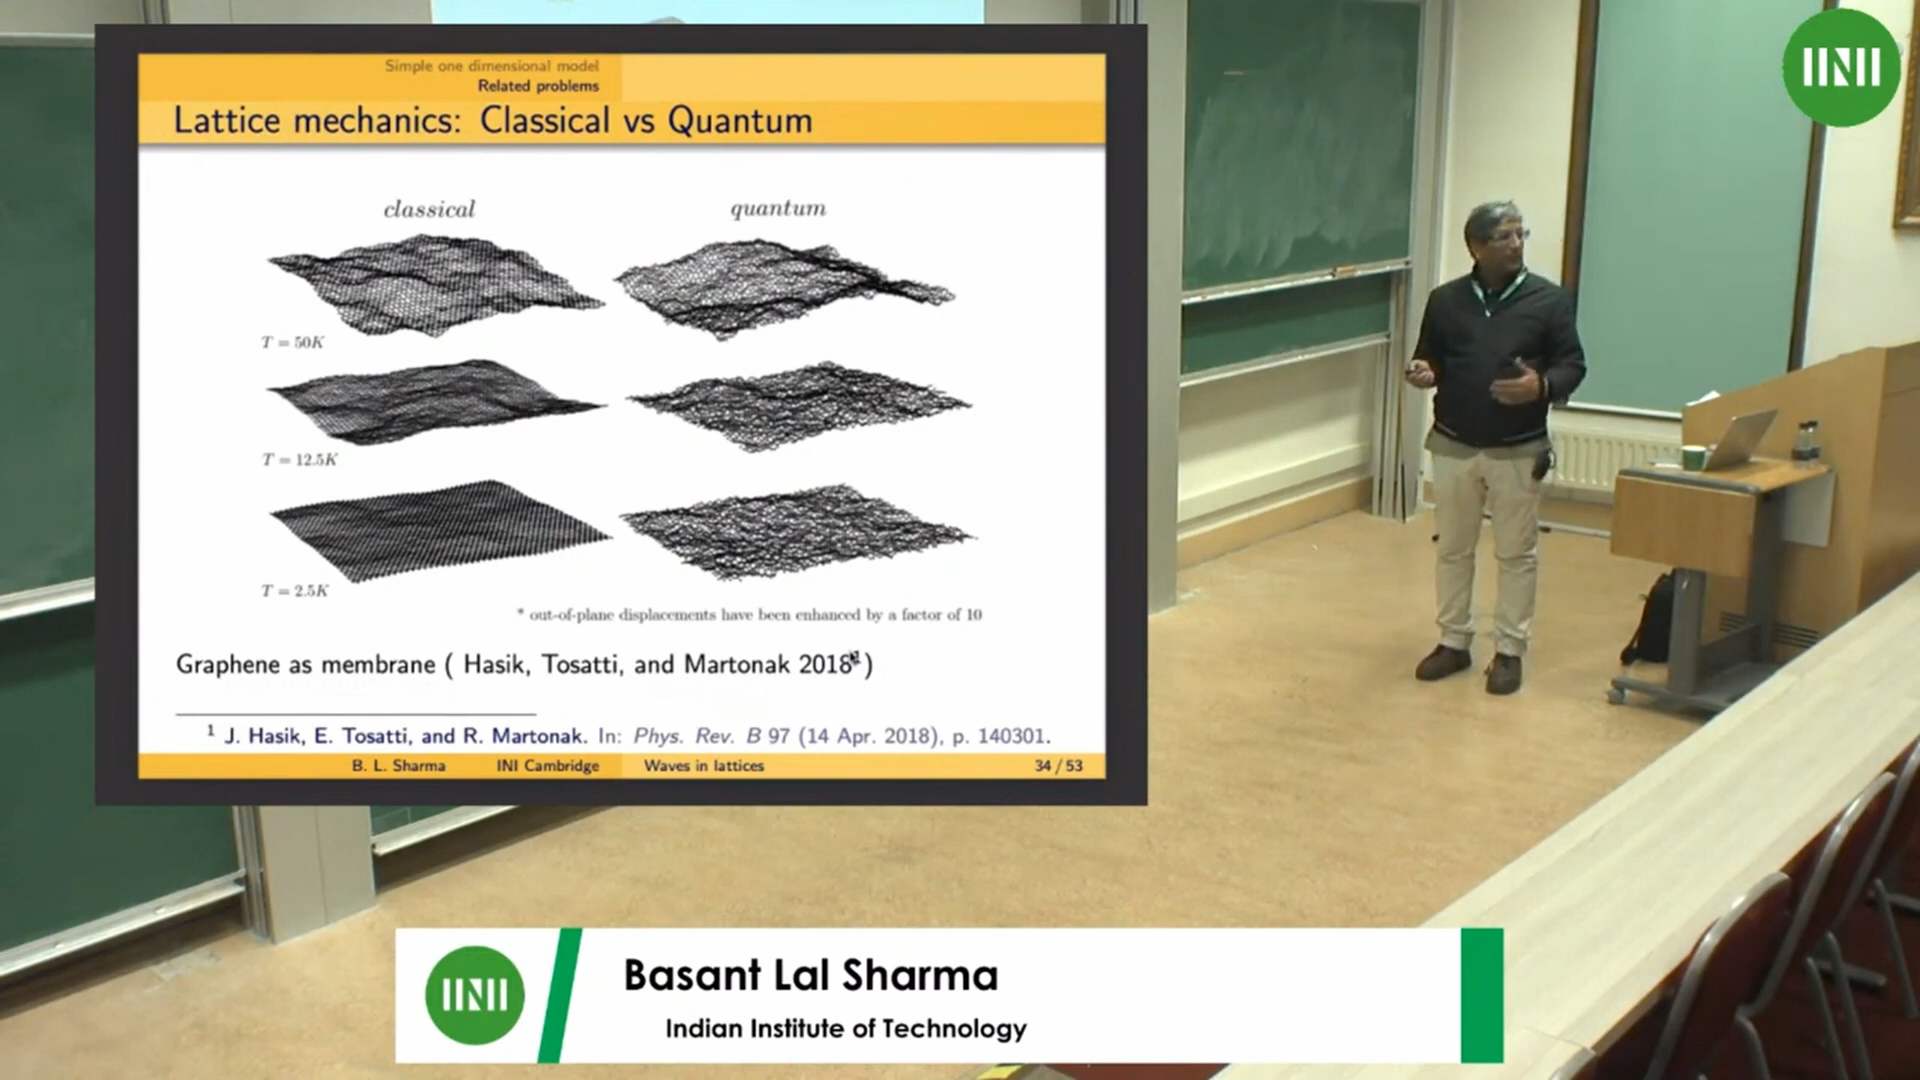 Simple one dimensional model
Related problems
Lattice mechanics: Classical vs Quantum
classical
quantum
T = 50K
T = 12.5K
T = 2.5K
* out-of-plane displacements have been enhanced by a factor of 10
Graphene as membrane ( Hasik, Tosatti, and Martonak 2018¹ )
¹ J. Hasik, E. Tosatti, and R. Martonak. In: Phys. Rev. B 97 (14 Apr. 2018), p. 140301.
B. L. Sharma INI Cambridge Waves in lattices 34 / 53
INI
INI
Basant Lal Sharma
Indian Institute of Technology